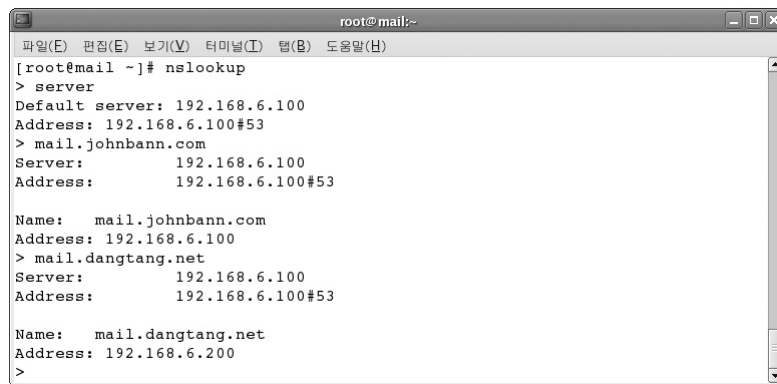 root@mail:~
파일(F) 편집(E) 보기(V) 터미널(T) 탭(B) 도움말(H)
[root@mail ~]# nslookup
> server
Default server: 192.168.6.100
Address: 192.168.6.100#53
> mail.johnbann.com
Server:         192.168.6.100
Address:        192.168.6.100#53
Name:   mail.johnbann.com
Address: 192.168.6.100
> mail.dangtang.net
Server:         192.168.6.100
Address:        192.168.6.100#53
Name:   mail.dangtang.net
Address: 192.168.6.200
>